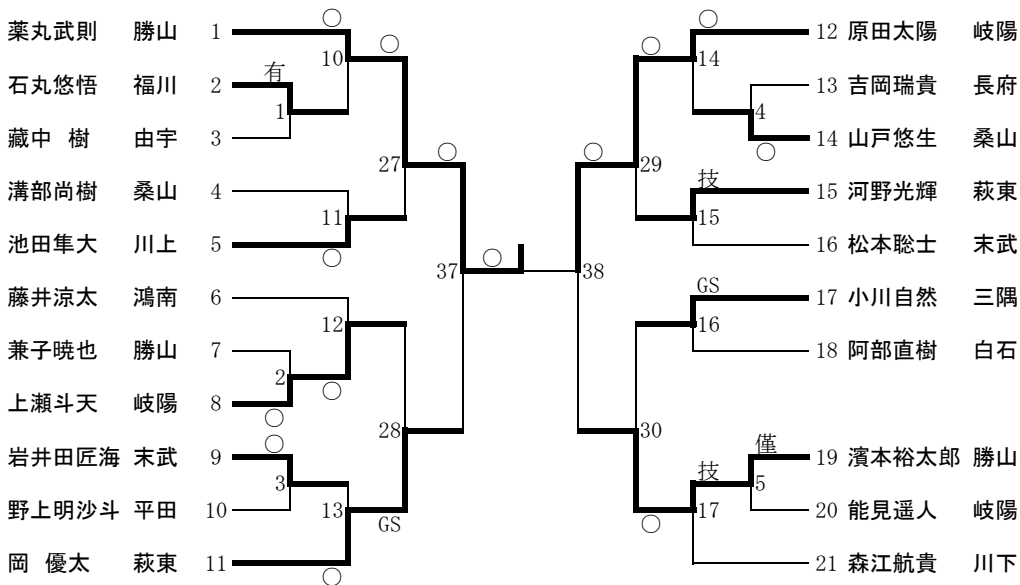 薬丸武則 勝山 1
石丸悠悟 福川 2
藏中 樹 由宇 3
溝部尚樹 桑山 4
池田隼大 川上 5
藤井涼太 鴻南 6
兼子暁也 勝山 7
上瀬斗天 岐陽 8
岩井田匠海 末武 9
野上明沙斗 平田 10
岡 優太 萩東 11
○
10
○
有
1
27
○
11
○
12
2
○
○
○
3
13
28
GS
○
37
○
38
○
○
29
○
14
4
○
技
15
GS
16
30
僅
技
5
17
○
12 原田太陽 岐陽
13 吉岡瑞貴 長府
14 山戸悠生 桑山
15 河野光輝 萩東
16 松本聡士 末武
17 小川自然 三隅
18 阿部直樹 白石
19 濱本裕太郎 勝山
20 能見遥人 岐陽
21 森江航貴 川下